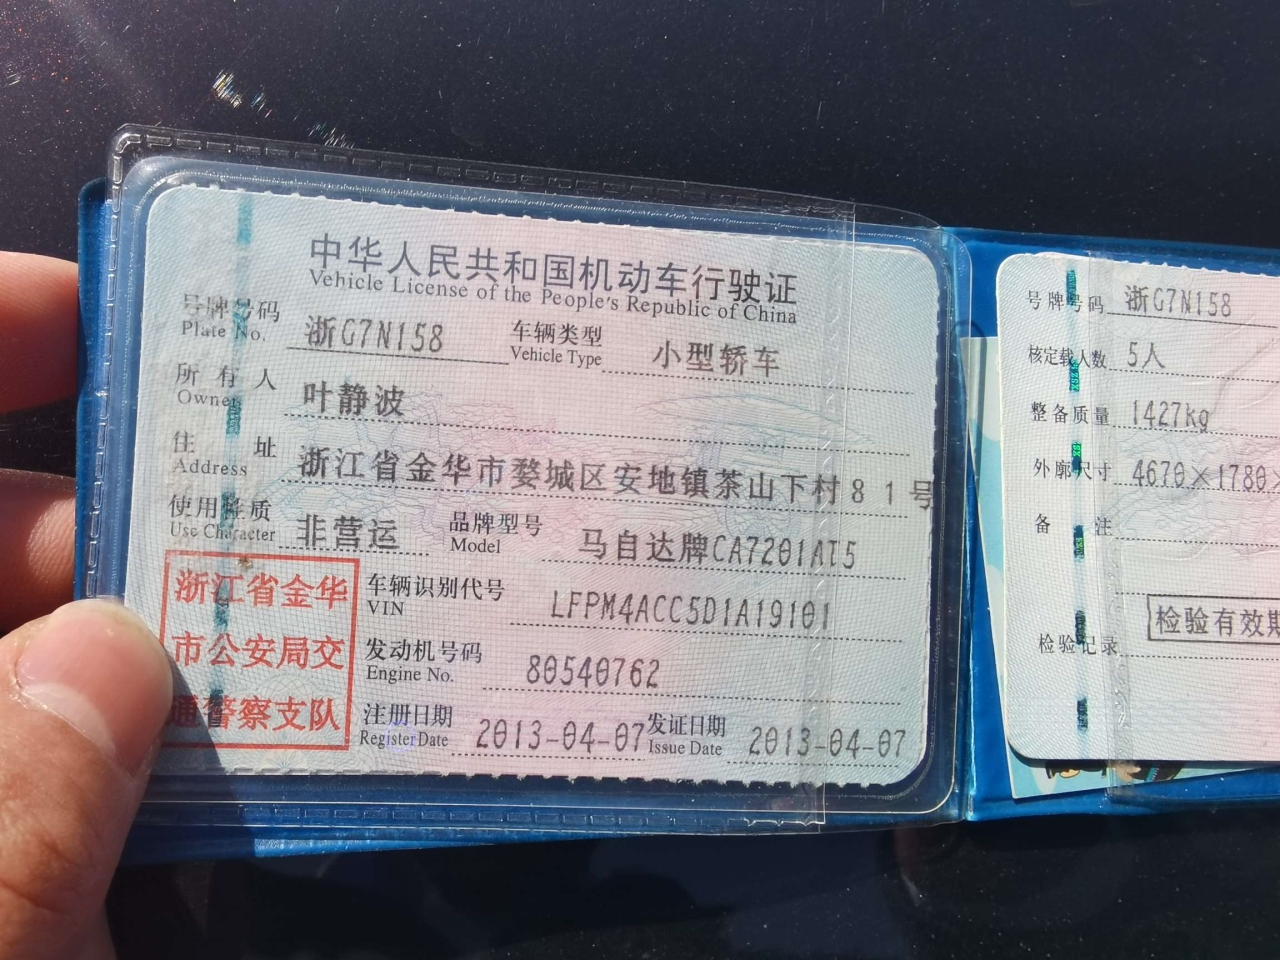 中华人民共和国机动车行驶证
Vehicle License of the People's Republic of China
号牌号码 浙G7N158 车辆类型 小型轿车
Plate No. Vehicle Type
所有人 叶静波
Owner
住址 浙江省金华市婺城区安地镇茶山下村81号
Address
使用性质 非营运 品牌型号 马自达牌CA7201AT5
Use Character Model
浙江省金华
市公安局交
通警察支队
车辆识别代号 LFPM4ACC5D1A19101
VIN
发动机号码 80540762
Engine No.
注册日期 2013-04-07 发证日期 2013-04-07
Register Date Issue Date
号牌号码 浙G7N158
核定载人数 5人
整备质量 1427kg
外廓尺寸 4670×1780×
备注
检验记录 检验有效期